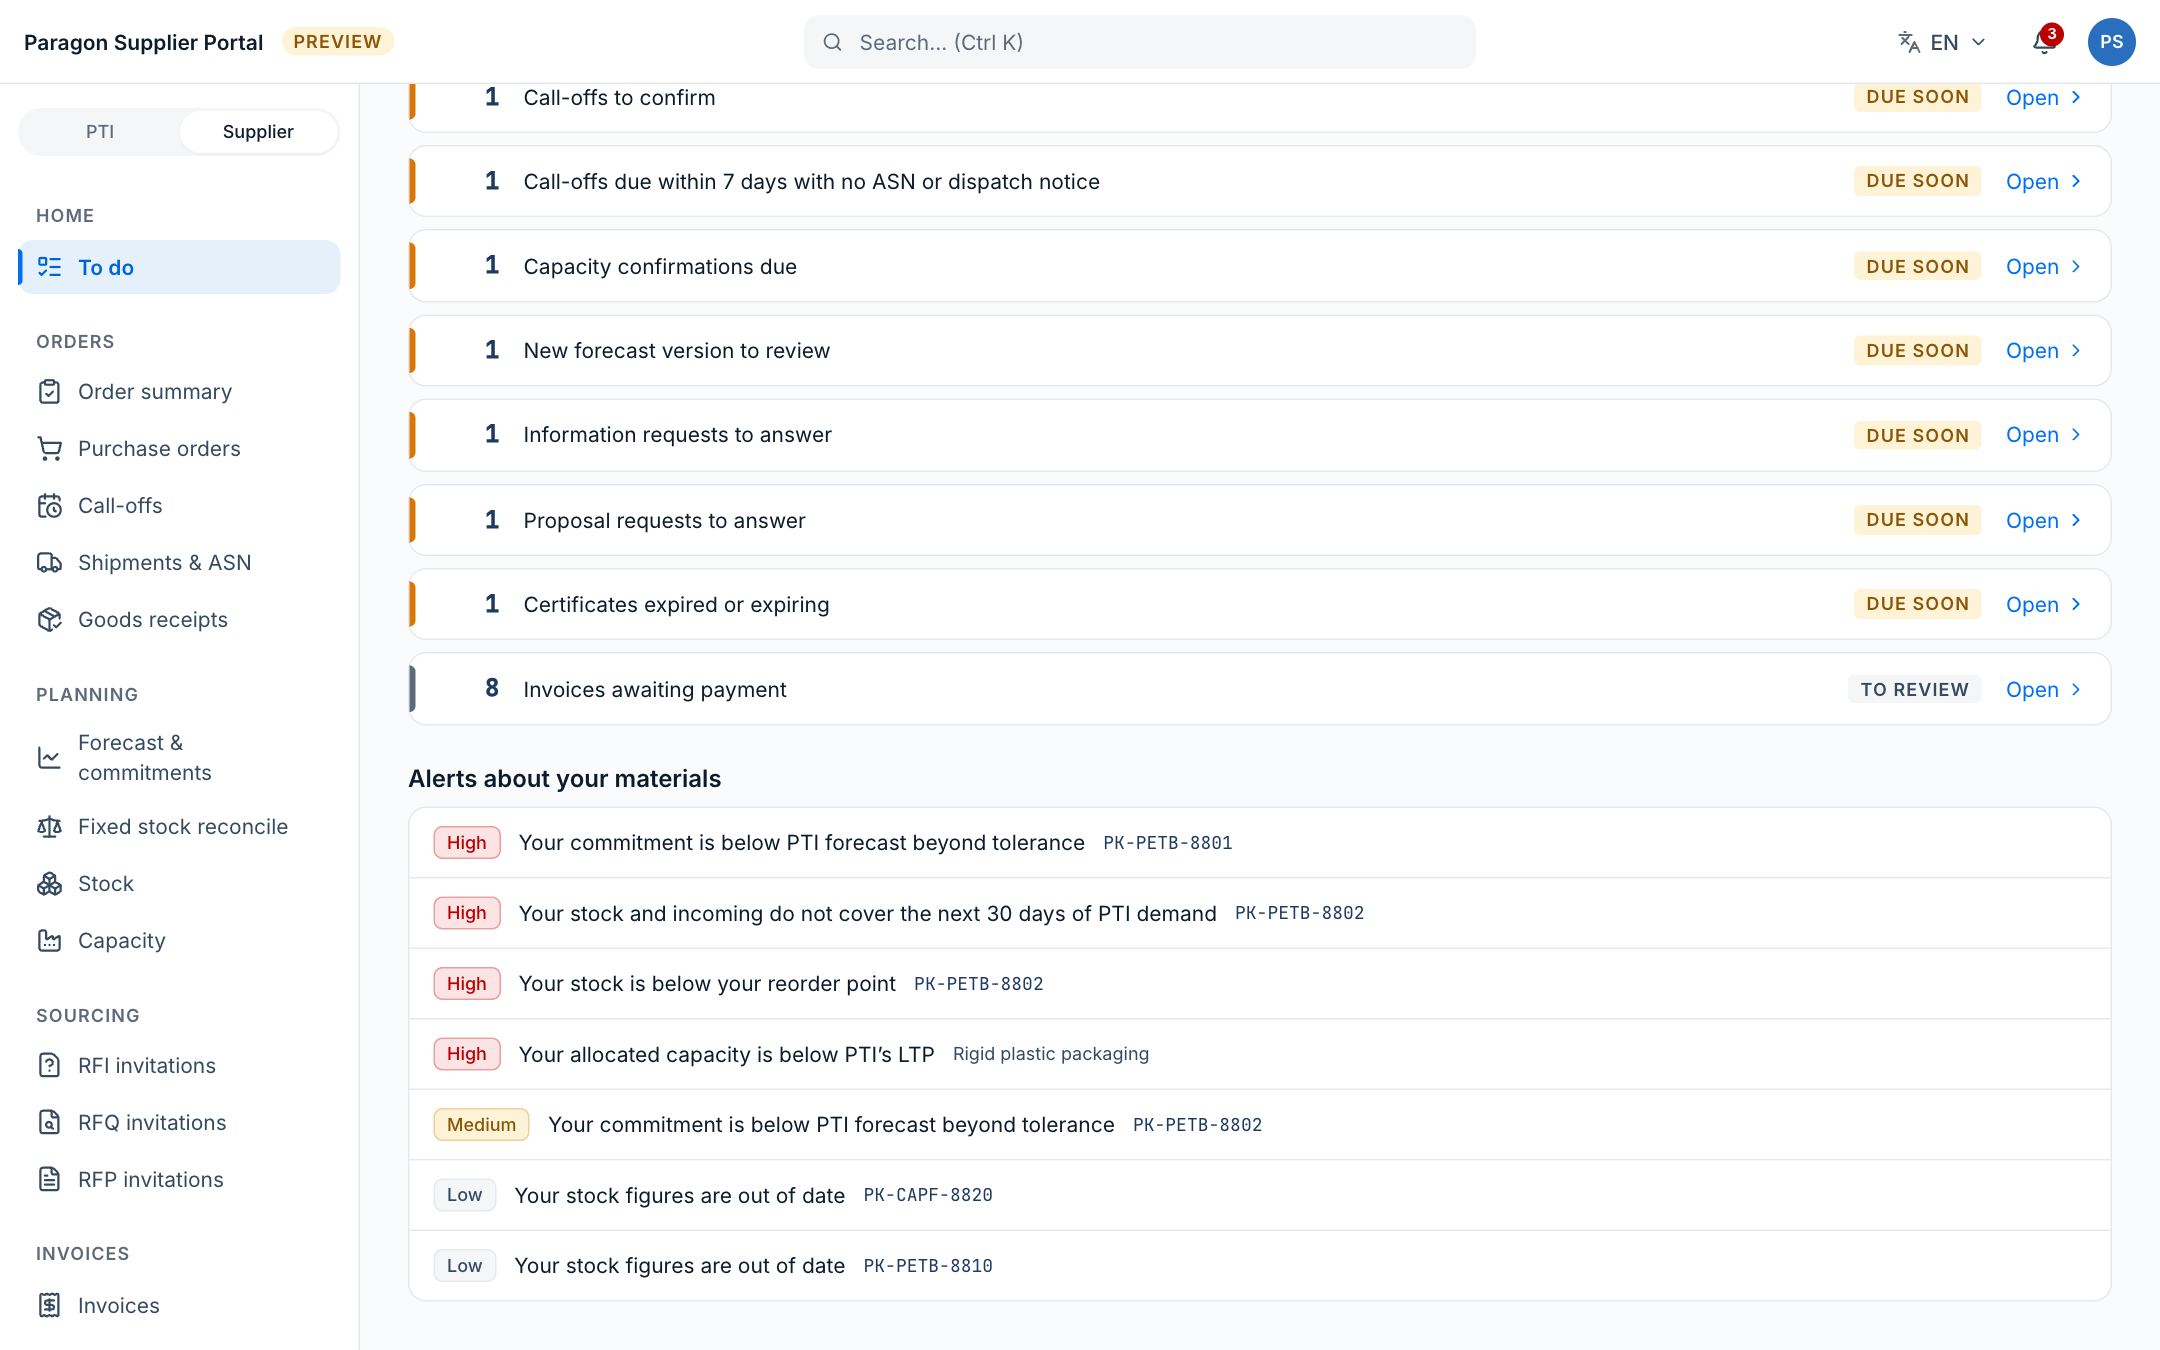 Paragon Supplier Portal PREVIEW
Search... (Ctrl K)
EN
3
PS
PTI Supplier
HOME
To do
ORDERS
Order summary
Purchase orders
Call-offs
Shipments & ASN
Goods receipts
PLANNING
Forecast &
commitments
Fixed stock reconcile
Stock
Capacity
SOURCING
RFI invitations
RFQ invitations
RFP invitations
INVOICES
Invoices
1 Call-offs to confirm DUE SOON Open
1 Call-offs due within 7 days with no ASN or dispatch notice DUE SOON Open
1 Capacity confirmations due DUE SOON Open
1 New forecast version to review DUE SOON Open
1 Information requests to answer DUE SOON Open
1 Proposal requests to answer DUE SOON Open
1 Certificates expired or expiring DUE SOON Open
8 Invoices awaiting payment TO REVIEW Open
Alerts about your materials
High Your commitment is below PTI forecast beyond tolerance PK-PETB-8801
High Your stock and incoming do not cover the next 30 days of PTI demand PK-PETB-8802
High Your stock is below your reorder point PK-PETB-8802
High Your allocated capacity is below PTI’s LTP Rigid plastic packaging
Medium Your commitment is below PTI forecast beyond tolerance PK-PETB-8802
Low Your stock figures are out of date PK-CAPF-8820
Low Your stock figures are out of date PK-PETB-8810